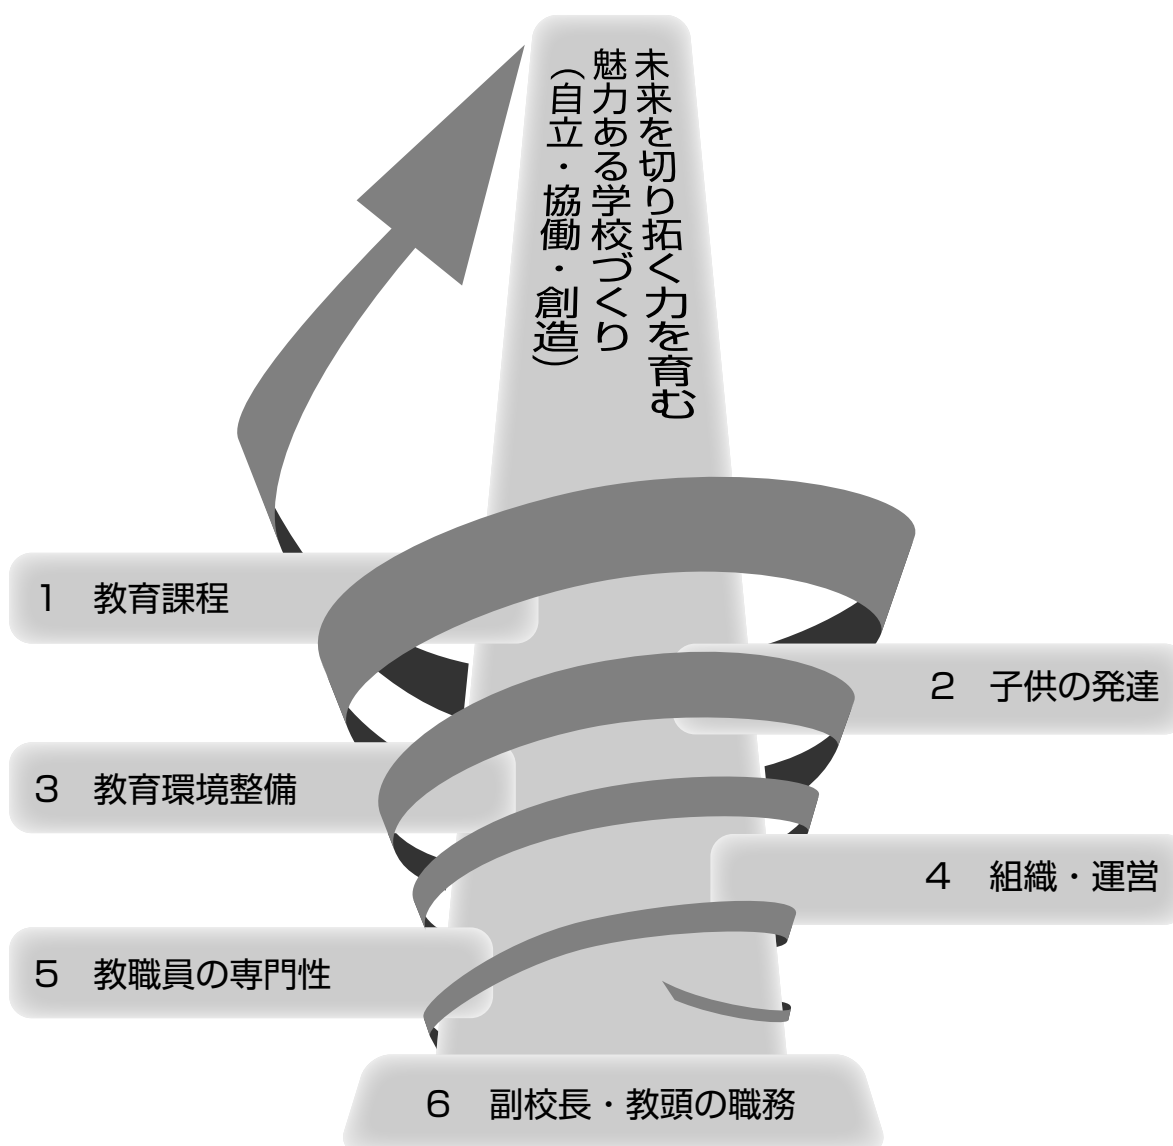 未来を切り拓く力を育む
魅力ある学校づくり
（自立・協働・創造）
1　教育課程
2　子供の発達
3　教育環境整備
4　組織・運営
5　教職員の専門性
6　副校長・教頭の職務